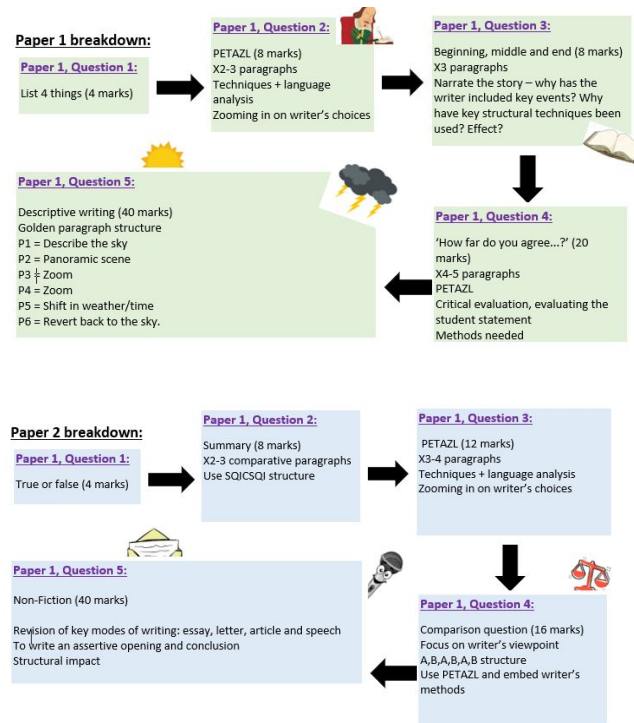 Paper 1 breakdown:
Paper 1, Question 1:
List 4 things (4 marks)
Paper 1, Question 2:
PETAZL (8 marks)
X2-3 paragraphs
Techniques + language
analysis
Zooming in on writer's choices
Paper 1, Question 3:
Beginning, middle and end (8 marks)
X3 paragraphs
Narrate the story – why has the
writer included key events? Why
have key structural techniques been
used? Effect?
Paper 1, Question 4:
'How far do you agree...?' (20
marks)
X4-5 paragraphs
PETAZL
Critical evaluation, evaluating the
student statement
Methods needed
Paper 1, Question 5:
Descriptive writing (40 marks)
Golden paragraph structure
P1 = Describe the sky
P2 = Panoramic scene
P3 = Zoom
P4 = Zoom
P5 = Shift in weather/time
P6 = Revert back to the sky.
Paper 2 breakdown:
Paper 1, Question 1:
True or false (4 marks)
Paper 1, Question 2:
Summary (8 marks)
X2-3 comparative paragraphs
Use SQICSQI structure
Paper 1, Question 3:
PETAZL (12 marks)
X3-4 paragraphs
Techniques + language analysis
Zooming in on writer's choices
Paper 1, Question 4:
Comparison question (16 marks)
Focus on writer's viewpoint
A,B,A,B,A,B structure
Use PETAZL and embed writer's
methods
Paper 1, Question 5:
Non-Fiction (40 marks)
Revision of key modes of writing: essay, letter, article and speech
To write an assertive opening and conclusion
Structural impact